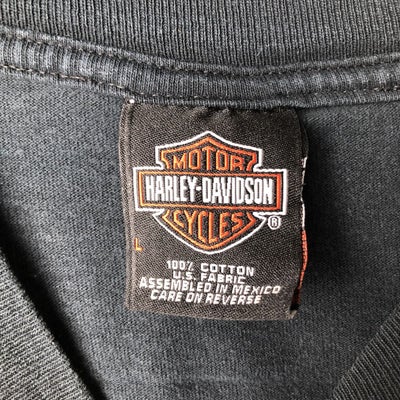 MOTOR
HARLEY-DAVIDSON
CYCLES
®
L
100% COTTON
U.S. FABRIC
ASSEMBLED IN MEXICO
CARE ON REVERSE